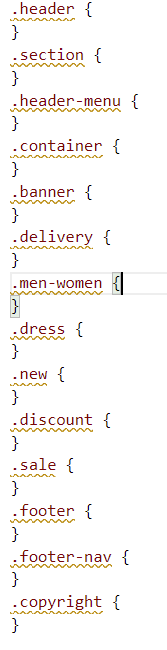 .header {
}
.section {
}
.header-menu {
}
.container {
}
.banner {
}
.delivery {
}
.men-women {
}
.dress {
}
.new {
}
.discount {
}
.sale {
}
.footer {
}
.footer-nav {
}
.copyright {
}